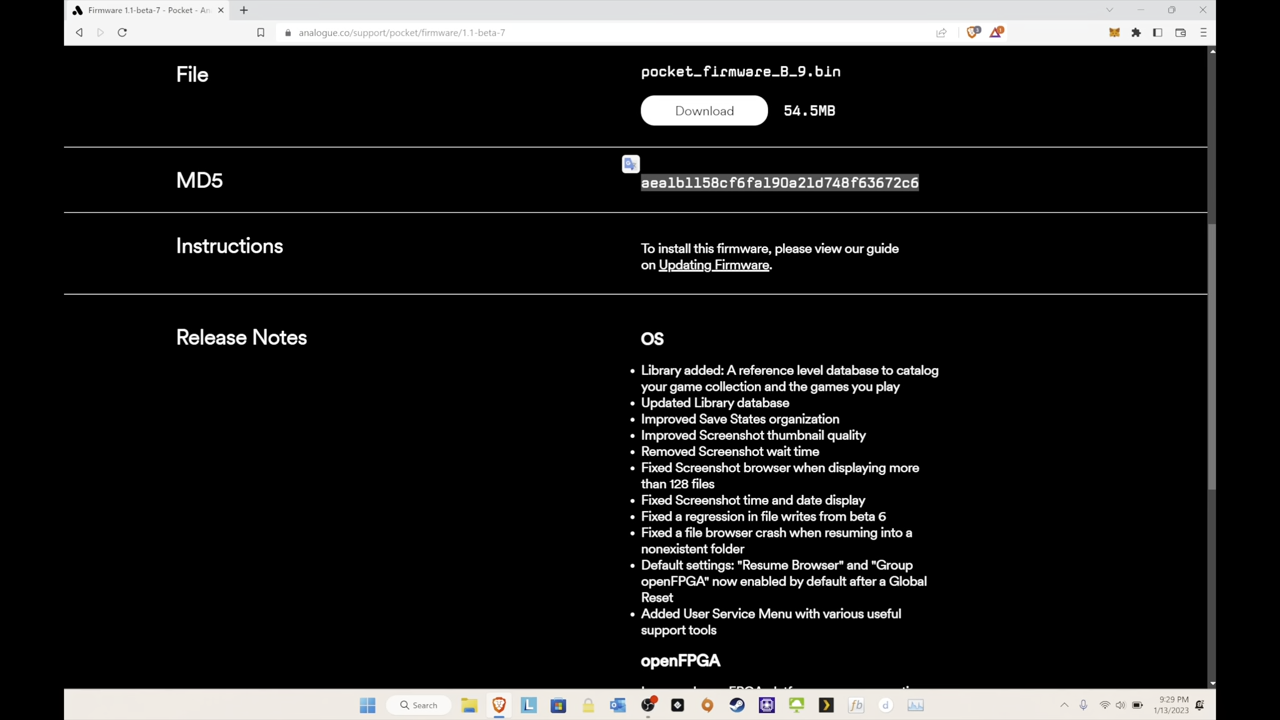 Firmware 1.1-beta-7 - Pocket - An
analogue.co/support/pocket/firmware/1.1-beta-7
File
pocket_firmware_B_9.bin
Download
54.5MB
MD5
aea1b1158cf6fa190a21d748f63672c6
Instructions
To install this firmware, please view our guide
on Updating Firmware.
Release Notes
OS
• Library added: A reference level database to catalog
your game collection and the games you play
• Updated Library database
• Improved Save States organization
• Improved Screenshot thumbnail quality
• Removed Screenshot wait time
• Fixed Screenshot browser when displaying more
than 128 files
• Fixed Screenshot time and date display
• Fixed a regression in file writes from beta 6
• Fixed a file browser crash when resuming into a
nonexistent folder
• Default settings: "Resume Browser" and "Group
openFPGA" now enabled by default after a Global
Reset
• Added User Service Menu with various useful
support tools
openFPGA
Search
9:29 PM
1/13/2023